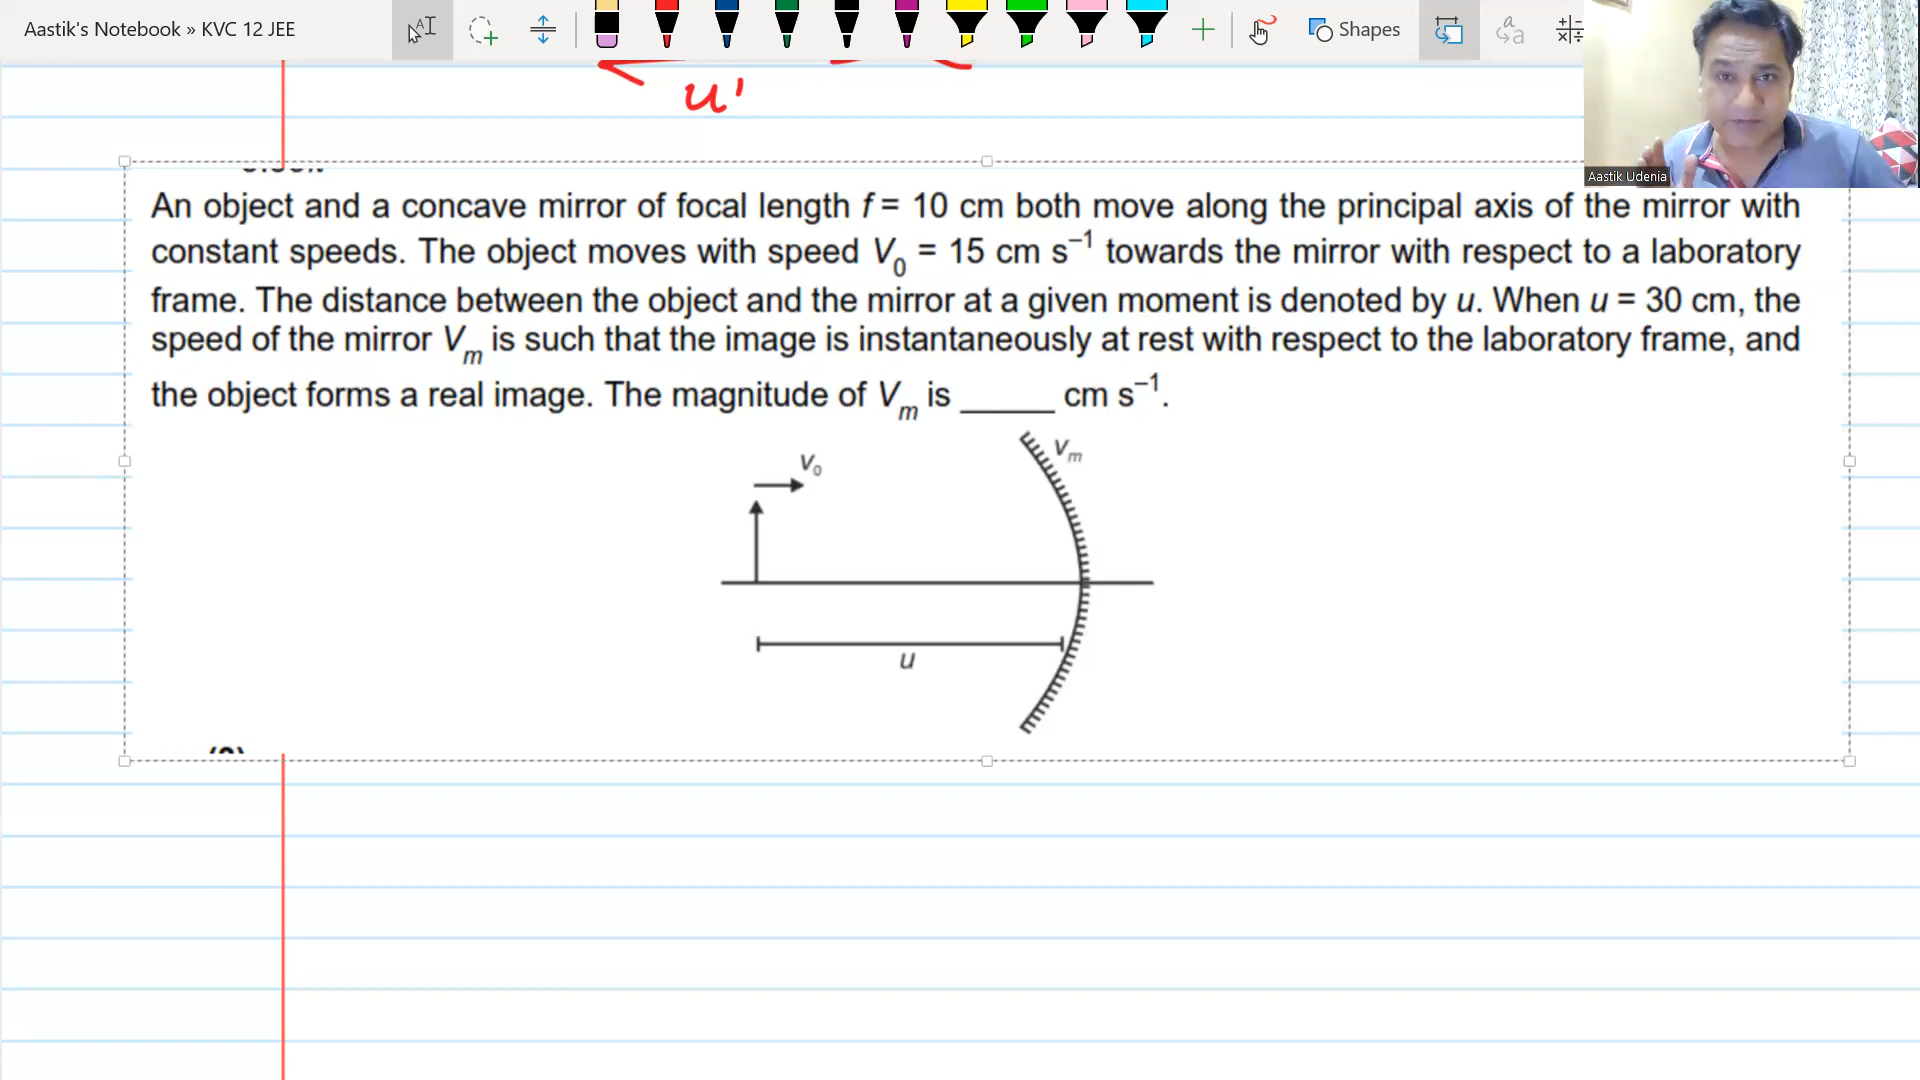 Aastik's Notebook » KVC 12 JEE
Shapes
u'
Aastik Udenia
An object and a concave mirror of focal length f = 10 cm both move along the principal axis of the mirror with
constant speeds. The object moves with speed V₀ = 15 cm s⁻¹ towards the mirror with respect to a laboratory
frame. The distance between the object and the mirror at a given moment is denoted by u. When u = 30 cm, the
speed of the mirror Vₘ is such that the image is instantaneously at rest with respect to the laboratory frame, and
the object forms a real image. The magnitude of Vₘ is _____ cm s⁻¹.
V₀
Vₘ
u